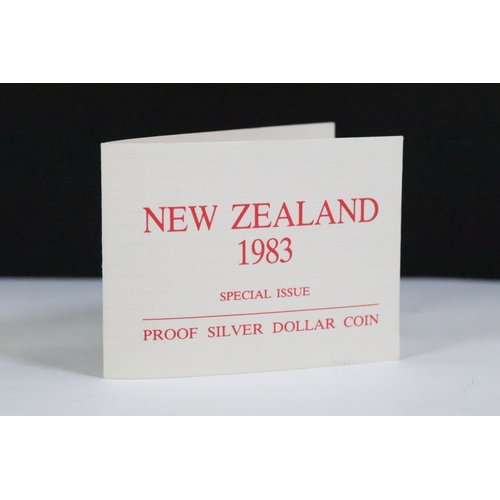 NEW ZEALAND
1983
SPECIAL ISSUE
PROOF SILVER DOLLAR COIN